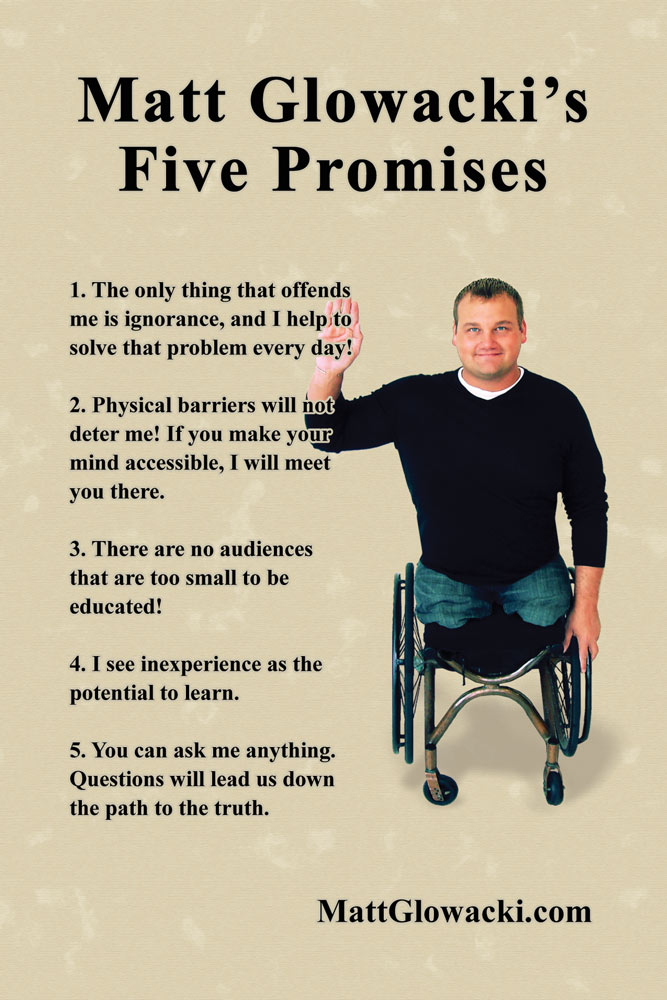 Matt Glowacki’s
Five Promises
1. The only thing that offends
me is ignorance, and I help to
solve that problem every day!
2. Physical barriers will not
deter me! If you make your
mind accessible, I will meet
you there.
3. There are no audiences
that are too small to be
educated!
4. I see inexperience as the
potential to learn.
5. You can ask me anything.
Questions will lead us down
the path to the truth.
MattGlowacki.com